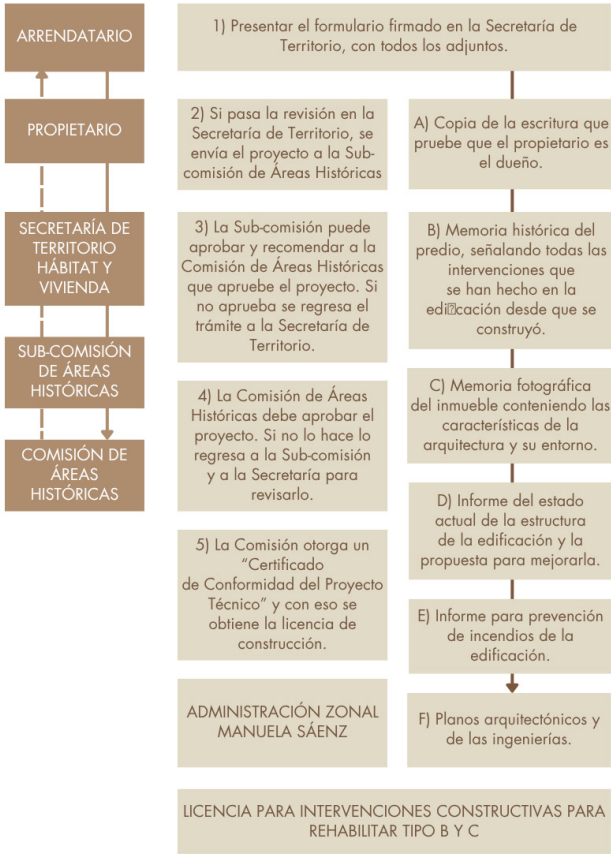 ARRENDATARIO
PROPIETARIO
SECRETARÍA DE
TERRITORIO
HÁBITAT Y
VIVIENDA
SUB-COMISIÓN
DE ÁREAS
HISTÓRICAS
COMISIÓN DE
ÁREAS
HISTÓRICAS
1) Presentar el formulario firmado en la Secretaría de
Territorio, con todos los adjuntos.
2) Si pasa la revisión en la
Secretaría de Territorio, se
envía el proyecto a la Sub-
comisión de Áreas Históricas
3) La Sub-comisión puede
aprobar y recomendar a la
Comisión de Áreas Históricas
que apruebe el proyecto. Si
no aprueba se regresa el
trámite a la Secretaría de
Territorio.
4) La Comisión de Áreas
Históricas debe aprobar el
proyecto. Si no lo hace lo
regresa a la Sub-comisión
y a la Secretaría para
revisarlo.
5) La Comisión otorga un
“Certificado
de Conformidad del Proyecto
Técnico” y con eso se
obtiene la licencia de
construcción.
ADMINISTRACIÓN ZONAL
MANUELA SÁENZ
A) Copia de la escritura que
pruebe que el propietario es
el dueño.
B) Memoria histórica del
predio, señalando todas las
intervenciones que
se han hecho en la
edi⍰cación desde que se
construyó.
C) Memoria fotográfica
del inmueble conteniendo las
características de la
arquitectura y su entorno.
D) Informe del estado
actual de la estructura
de la edificación y la
propuesta para mejorarla.
E) Informe para prevención
de incendios de la
edificación.
F) Planos arquitectónicos y
de las ingenierías.
LICENCIA PARA INTERVENCIONES CONSTRUCTIVAS PARA
REHABILITAR TIPO B Y C